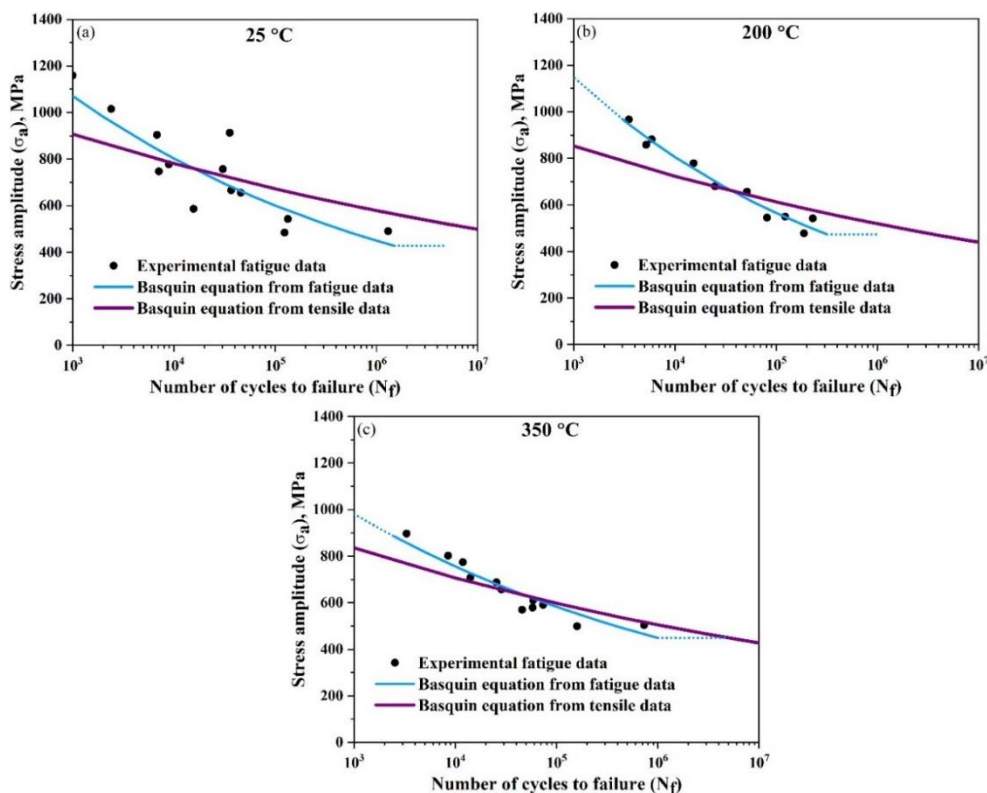 (a)
25 °C
1400
1200
1000
800
600
400
200
0
Stress amplitude (σa), MPa
Experimental fatigue data
Basquin equation from fatigue data
Basquin equation from tensile data
10³ 10⁴ 10⁵ 10⁶ 10⁷
Number of cycles to failure (Nf)
(b)
200 °C
1400
1200
1000
800
600
400
200
0
Stress amplitude (σa), MPa
Experimental fatigue data
Basquin equation from fatigue data
Basquin equation from tensile data
10³ 10⁴ 10⁵ 10⁶ 10⁷
Number of cycles to failure (Nf)
(c)
350 °C
1400
1200
1000
800
600
400
200
0
Stress amplitude (σa), MPa
Experimental fatigue data
Basquin equation from fatigue data
Basquin equation from tensile data
10³ 10⁴ 10⁵ 10⁶ 10⁷
Number of cycles to failure (Nf)